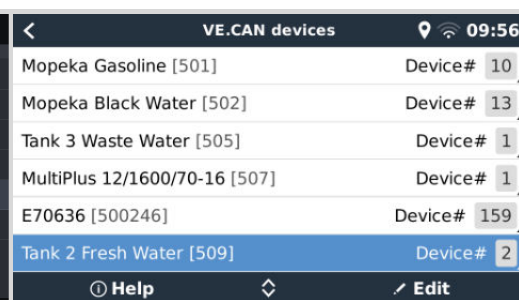 VE.CAN devices 09:56
Mopeka Gasoline [501] Device# 10
Mopeka Black Water [502] Device# 13
Tank 3 Waste Water [505] Device# 1
MultiPlus 12/1600/70-16 [507] Device# 1
E70636 [500246] Device# 159
Tank 2 Fresh Water [509] Device# 2
Help Edit